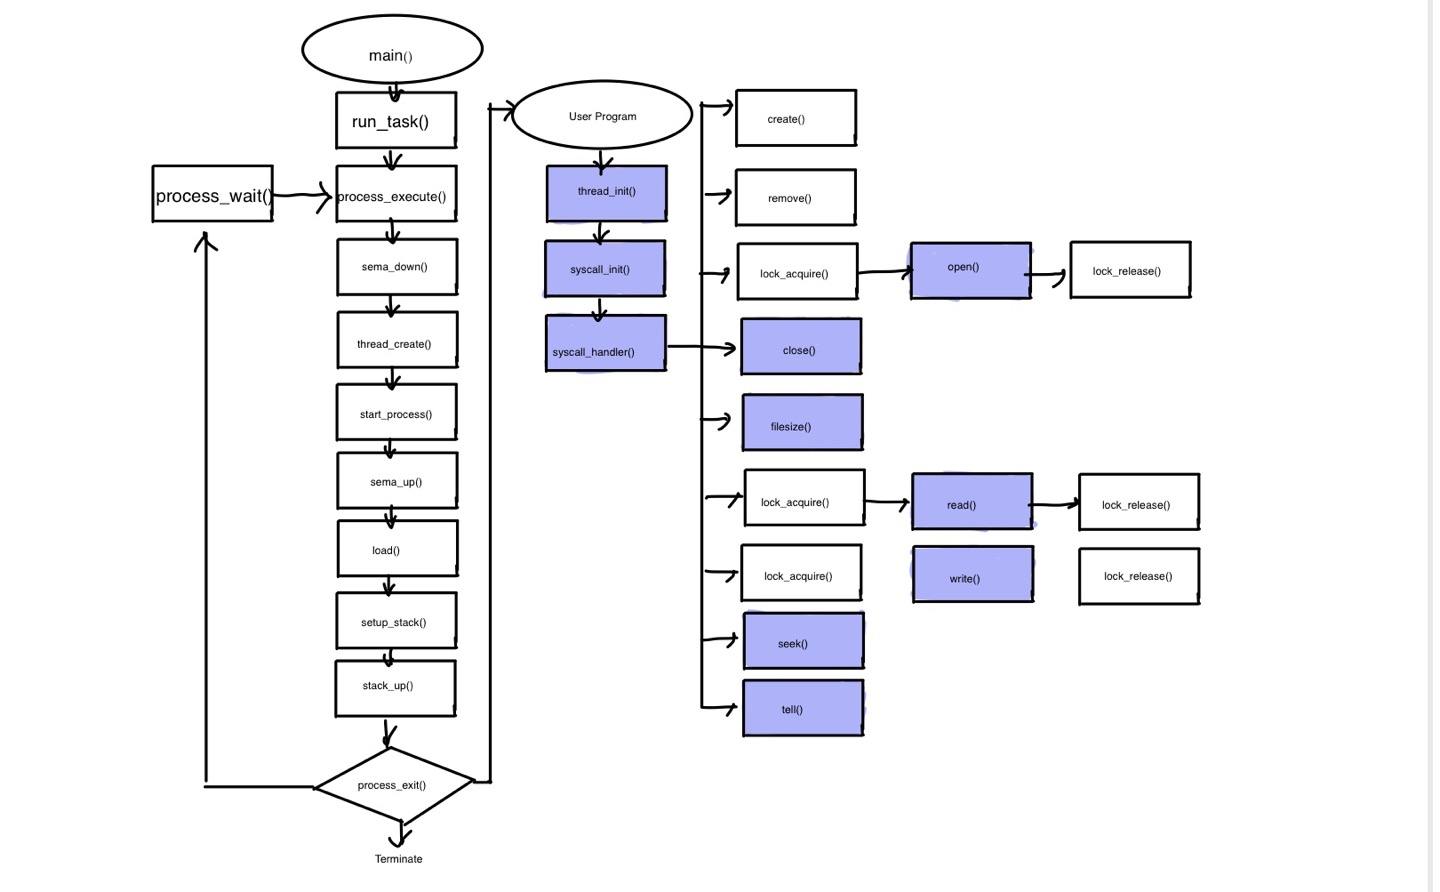 main()
run_task()
process_wait()
process_execute()
sema_down()
thread_create()
start_process()
sema_up()
load()
setup_stack()
stack_up()
process_exit()
Terminate
User Program
thread_init()
syscall_init()
syscall_handler()
create()
remove()
lock_acquire()
open()
lock_release()
close()
filesize()
lock_acquire()
read()
lock_release()
lock_acquire()
write()
lock_release()
seek()
tell()